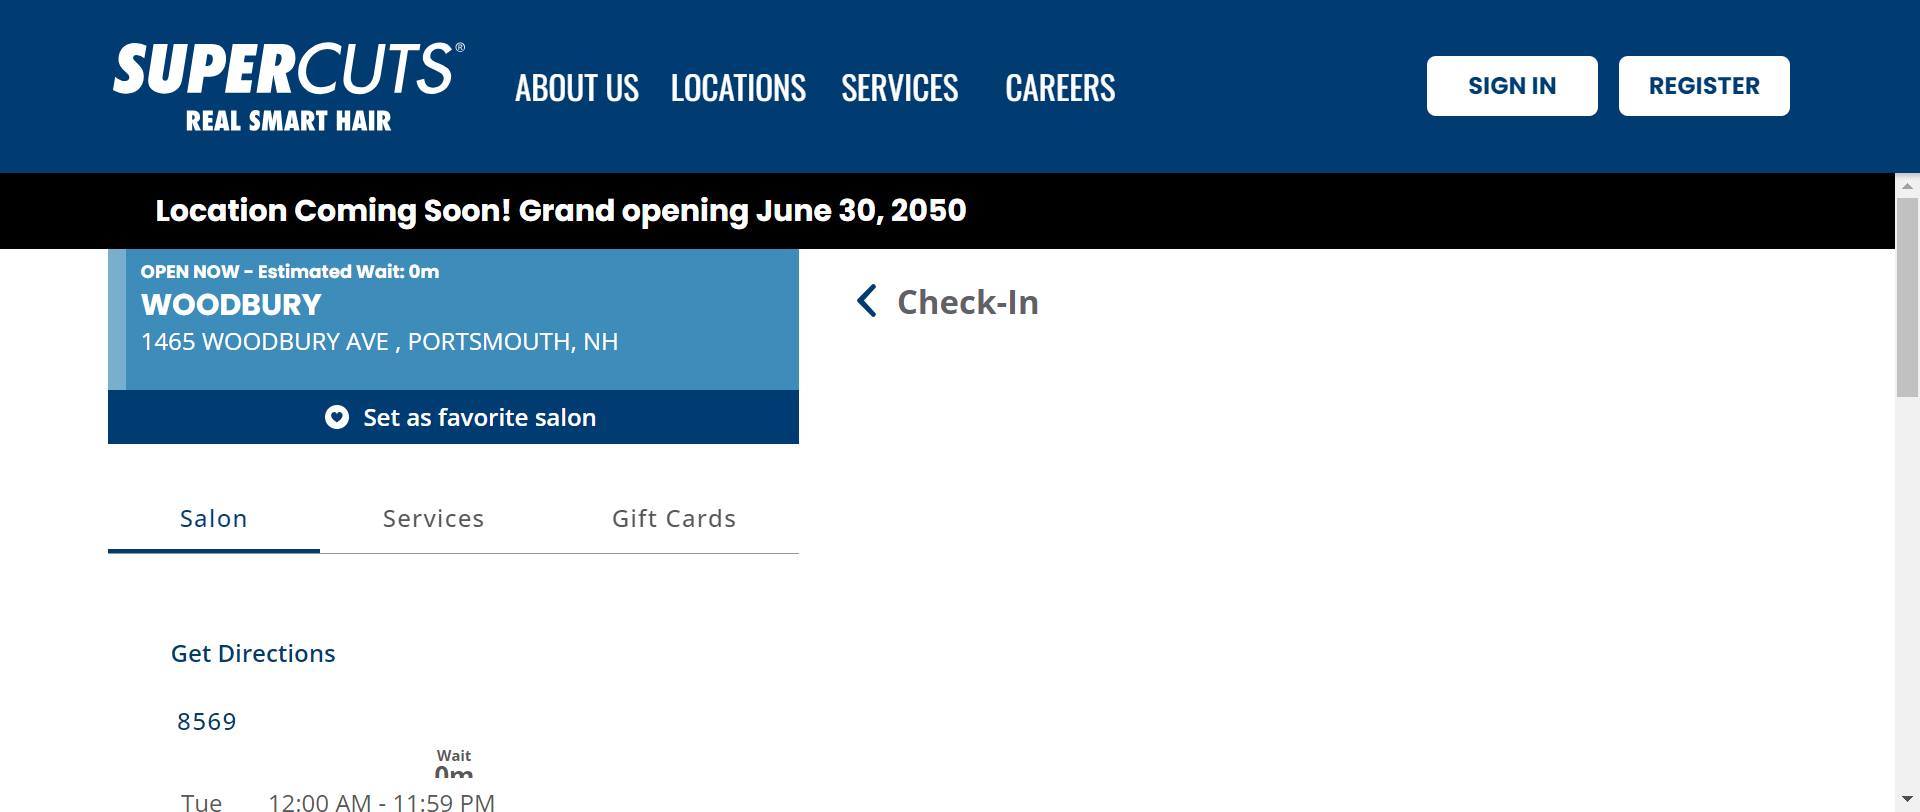 SUPERCUTS®
REAL SMART HAIR
ABOUT US LOCATIONS SERVICES CAREERS
SIGN IN REGISTER
Location Coming Soon! Grand opening June 30, 2050
OPEN NOW - Estimated Wait: 0m
WOODBURY
1465 WOODBURY AVE , PORTSMOUTH, NH
Set as favorite salon
Check-In
Salon Services Gift Cards
Get Directions
8569
Wait
0m
Tue 12:00 AM - 11:59 PM